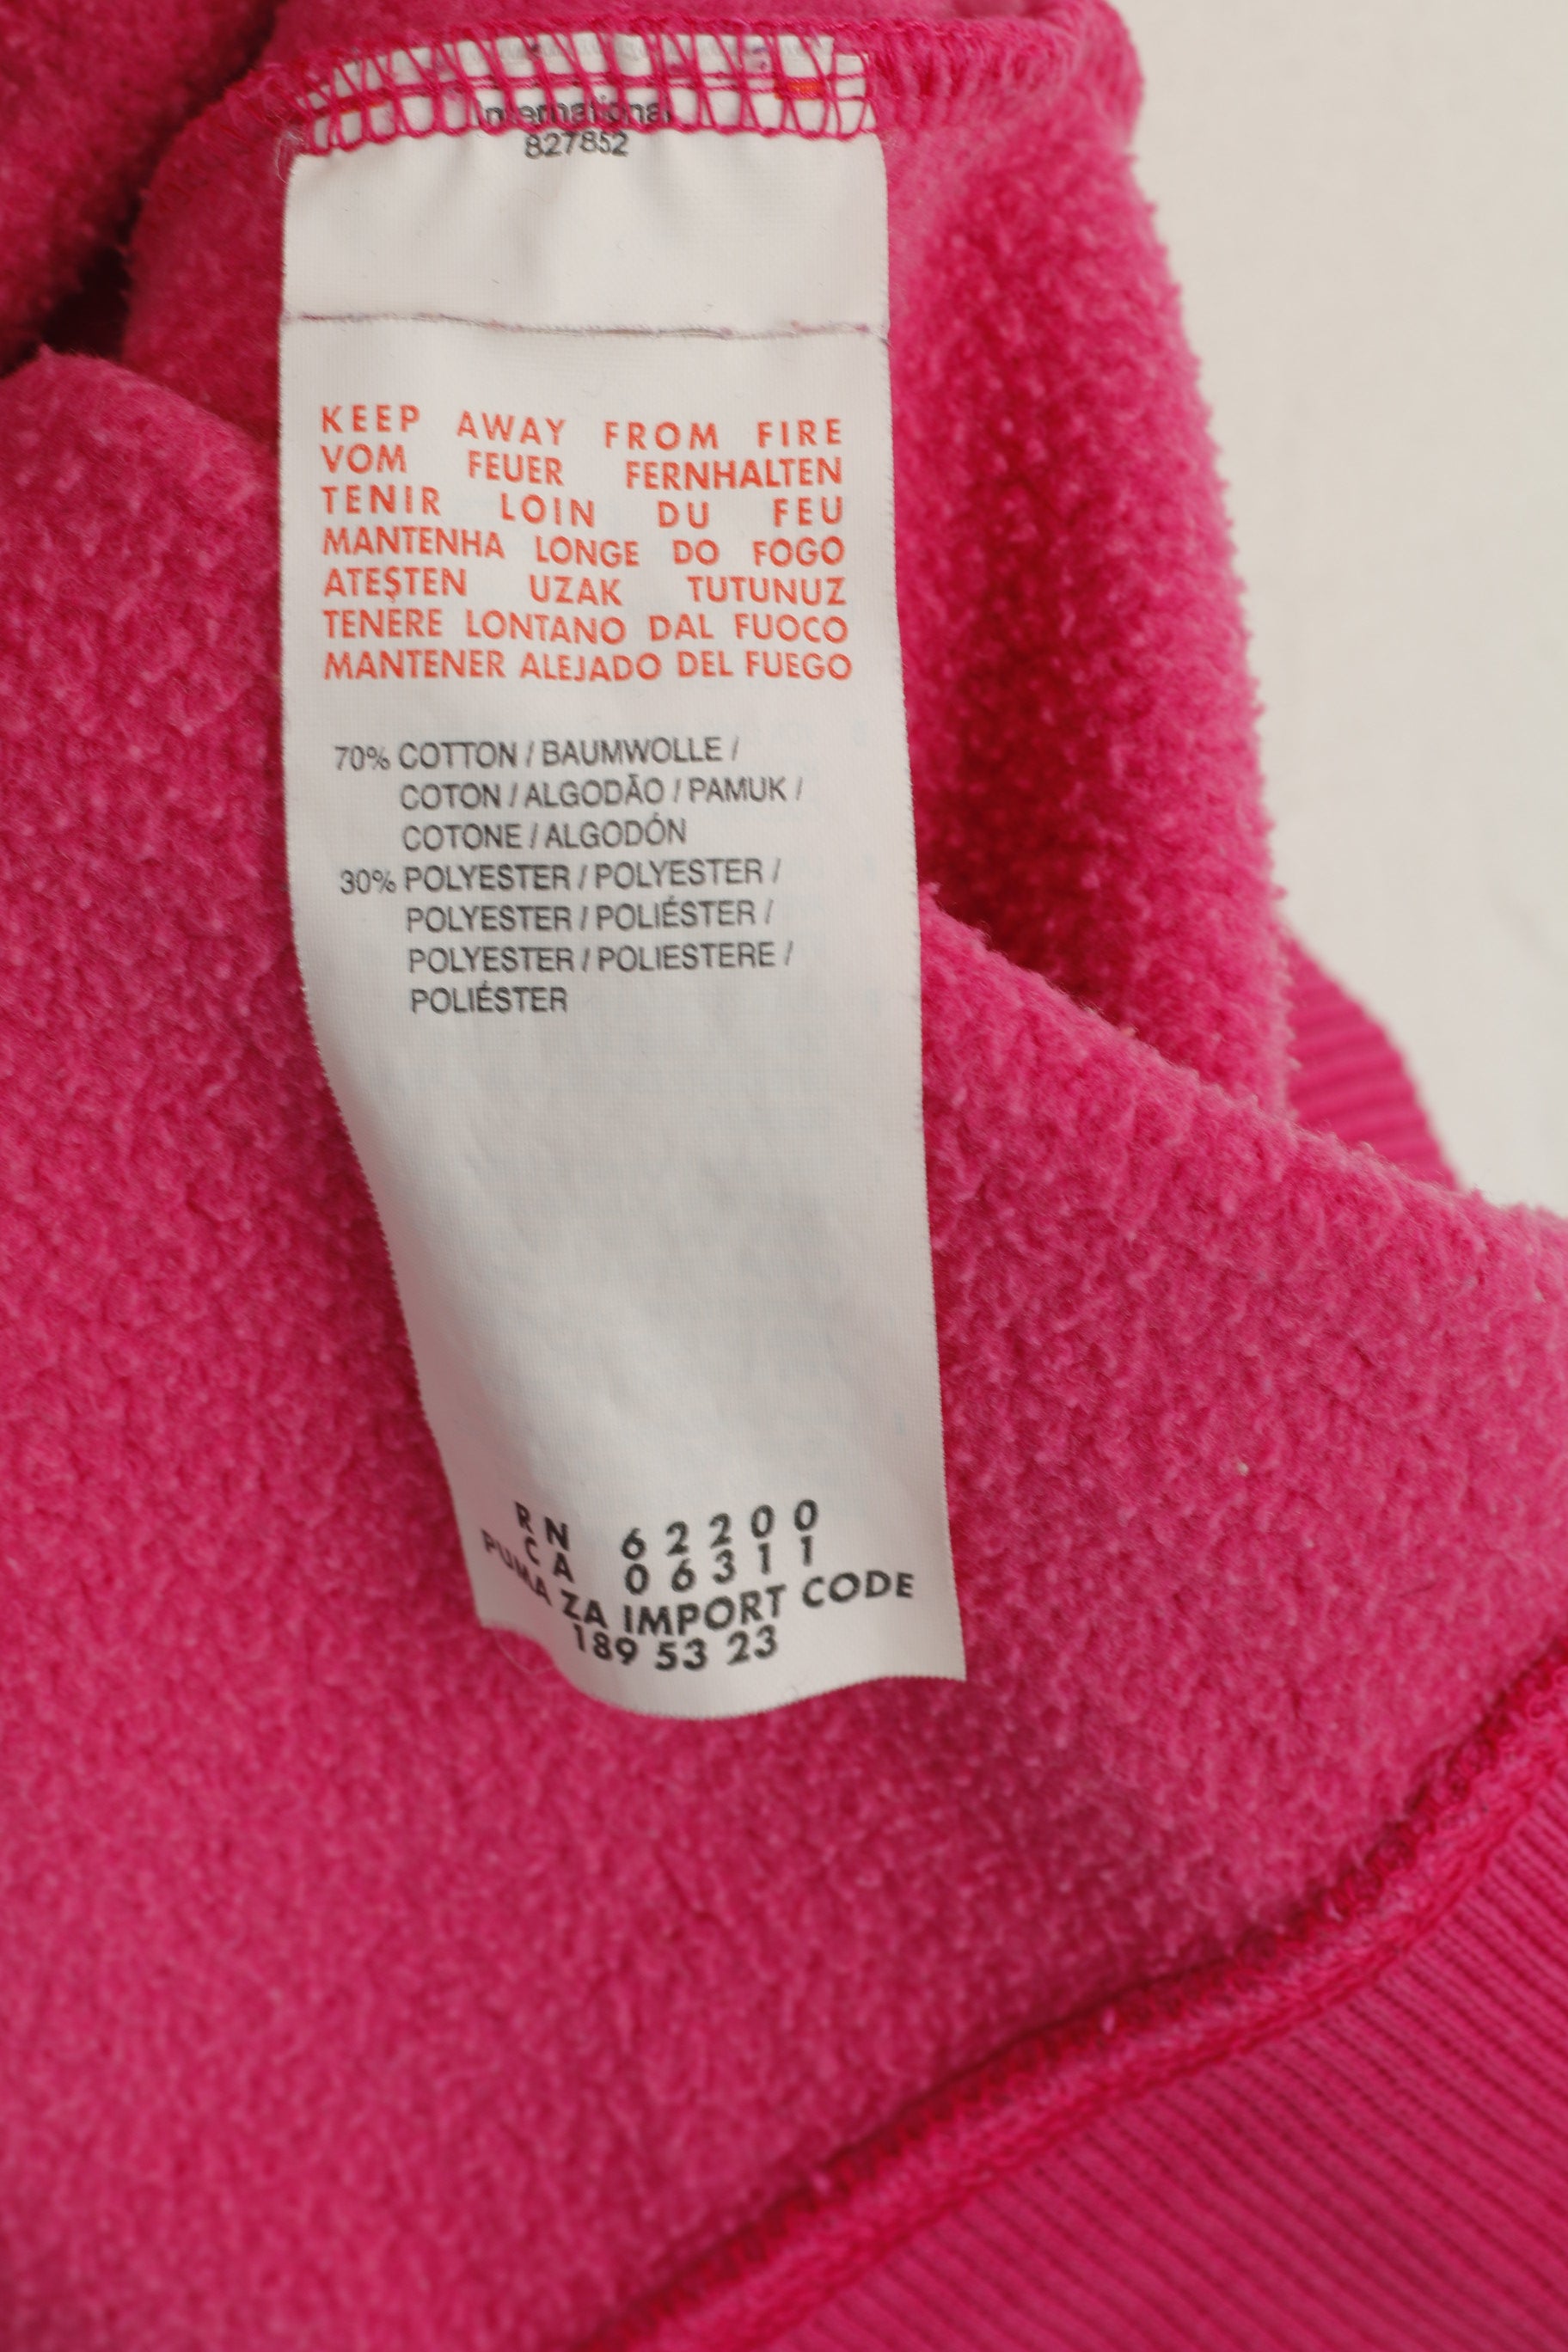 International
827852
KEEP AWAY FROM FIRE
VOM FEUER FERNHALTEN
TENIR LOIN DU FEU
MANTENHA LONGE DO FOGO
ATEŞTEN UZAK TUTUNUZ
TENERE LONTANO DAL FUOCO
MANTENER ALEJADO DEL FUEGO
70% COTTON / BAUMWOLLE /
COTON / ALGODÃO / PAMUK /
COTONE / ALGODÓN
30% POLYESTER / POLYESTER /
POLYESTER / POLIÉSTER /
POLYESTER / POLIESTERE /
POLIÉSTER
RN 62200
CA 06311
PUMA ZA IMPORT CODE
189 53 23